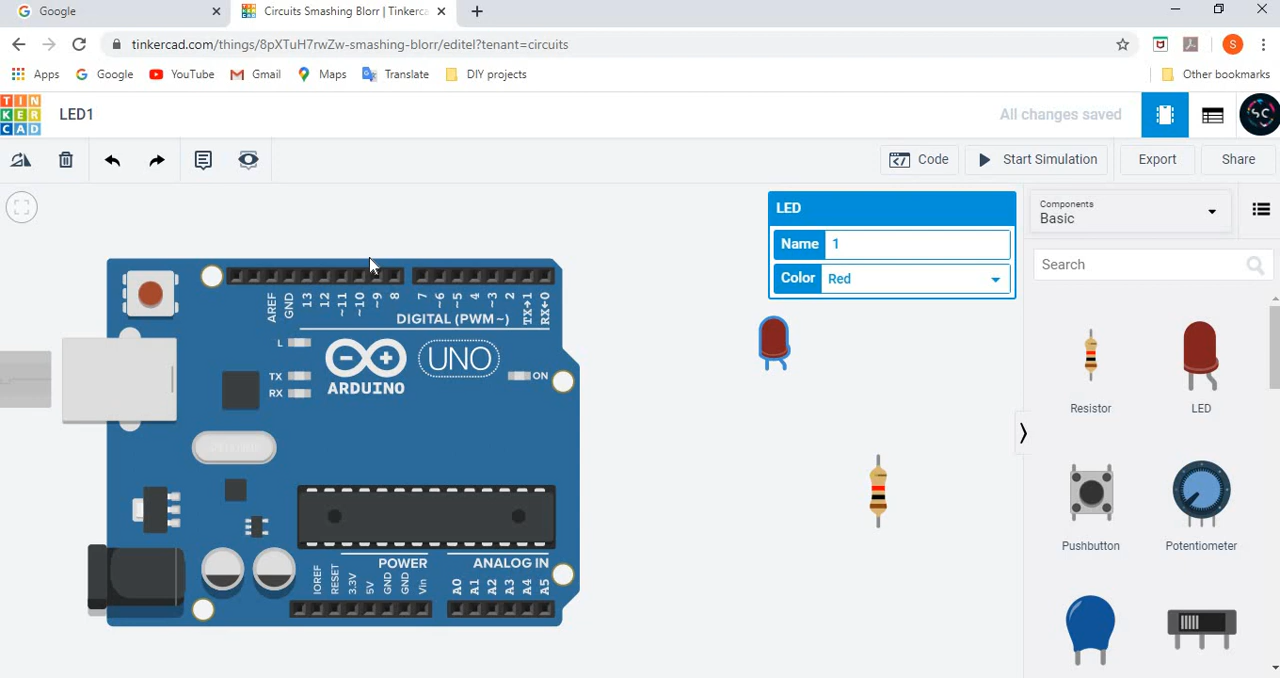 Google
Circuits Smashing Blorr | Tinkerca
tinkercad.com/things/8pXTuH7rwZw-smashing-blorr/editel?tenant=circuits
S
Apps
Google
YouTube
Gmail
Maps
Translate
DIY projects
Other bookmarks
TIN
KER
CAD
LED1
All changes saved
SC
Code
Start Simulation
Export
Share
LED
Name 1
Color Red
Components
Basic
Search
Resistor
LED
Pushbutton
Potentiometer
AREF
GND
13
12
~11
~10
~9
8
7
~6
~5
4
~3
2
TX→1
RX←0
DIGITAL (PWM ~)
L
TX
RX
UNO
ARDUINO
ON
POWER
ANALOG IN
IOREF
RESET
3.3V
5V
GND
GND
Vin
A0
A1
A2
A3
A4
A5